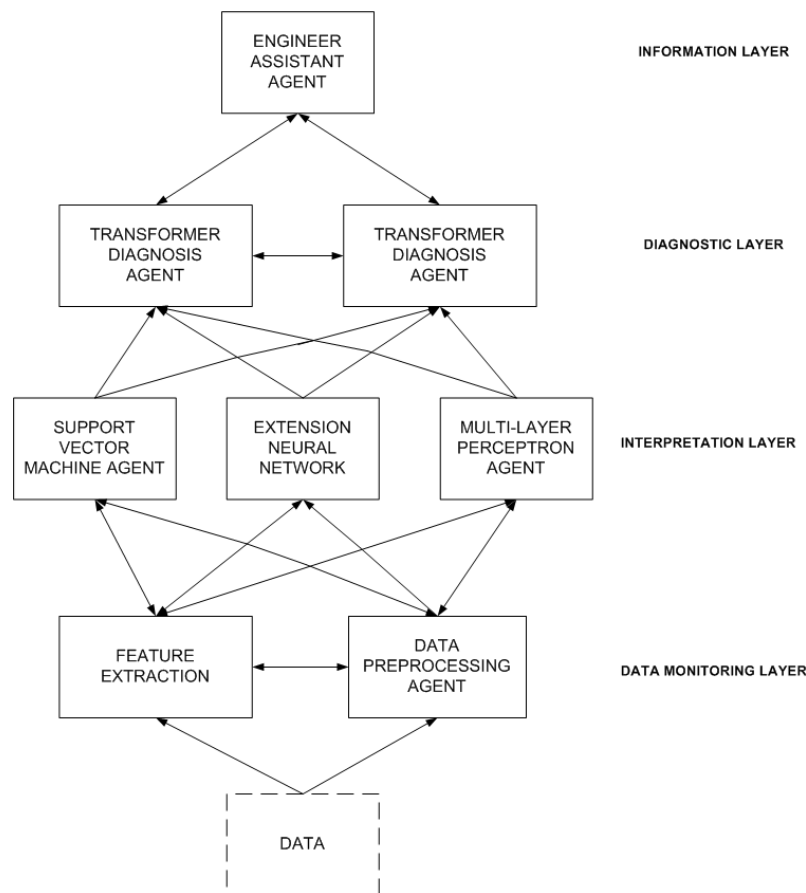 ENGINEER
ASSISTANT
AGENT
INFORMATION LAYER
TRANSFORMER
DIAGNOSIS
AGENT
TRANSFORMER
DIAGNOSIS
AGENT
DIAGNOSTIC LAYER
SUPPORT
VECTOR
MACHINE AGENT
EXTENSION
NEURAL
NETWORK
MULTI-LAYER
PERCEPTRON
AGENT
INTERPRETATION LAYER
FEATURE
EXTRACTION
DATA
PREPROCESSING
AGENT
DATA MONITORING LAYER
DATA